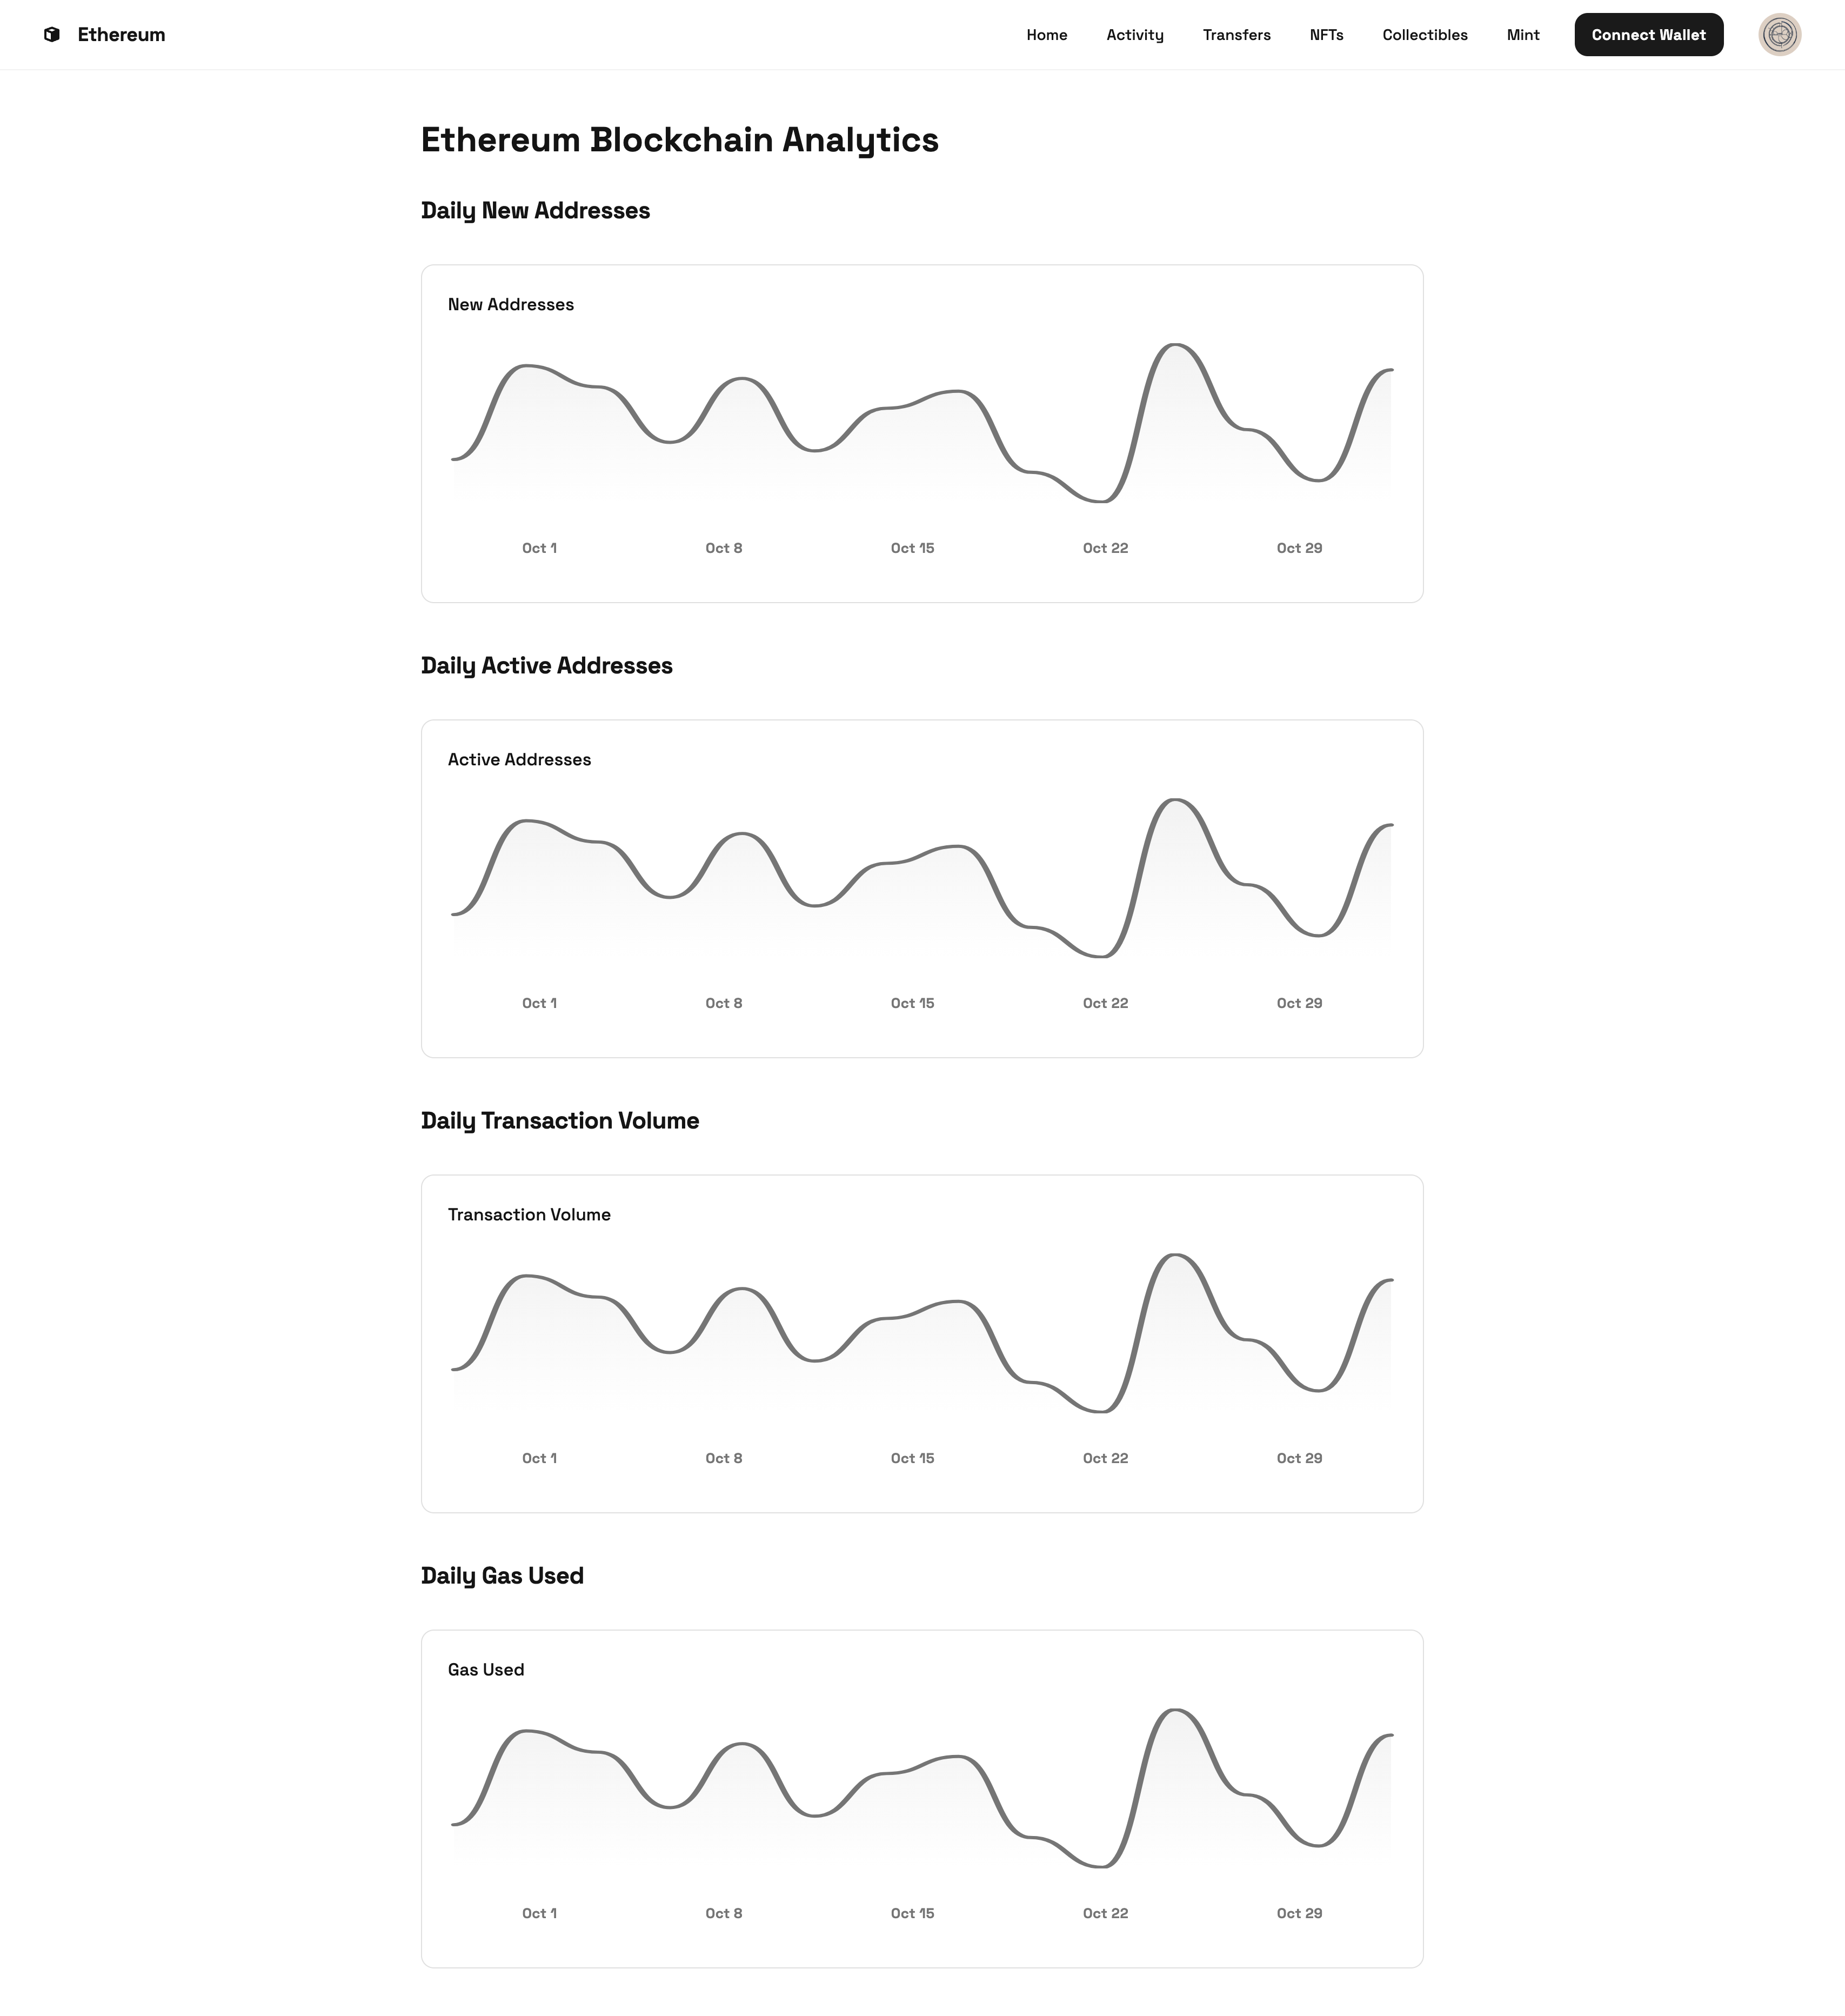 Ethereum
Home Activity Transfers NFTs Collectibles Mint Connect Wallet
Ethereum Blockchain Analytics
Daily New Addresses
New Addresses
Oct 1 Oct 8 Oct 15 Oct 22 Oct 29
Daily Active Addresses
Active Addresses
Oct 1 Oct 8 Oct 15 Oct 22 Oct 29
Daily Transaction Volume
Transaction Volume
Oct 1 Oct 8 Oct 15 Oct 22 Oct 29
Daily Gas Used
Gas Used
Oct 1 Oct 8 Oct 15 Oct 22 Oct 29